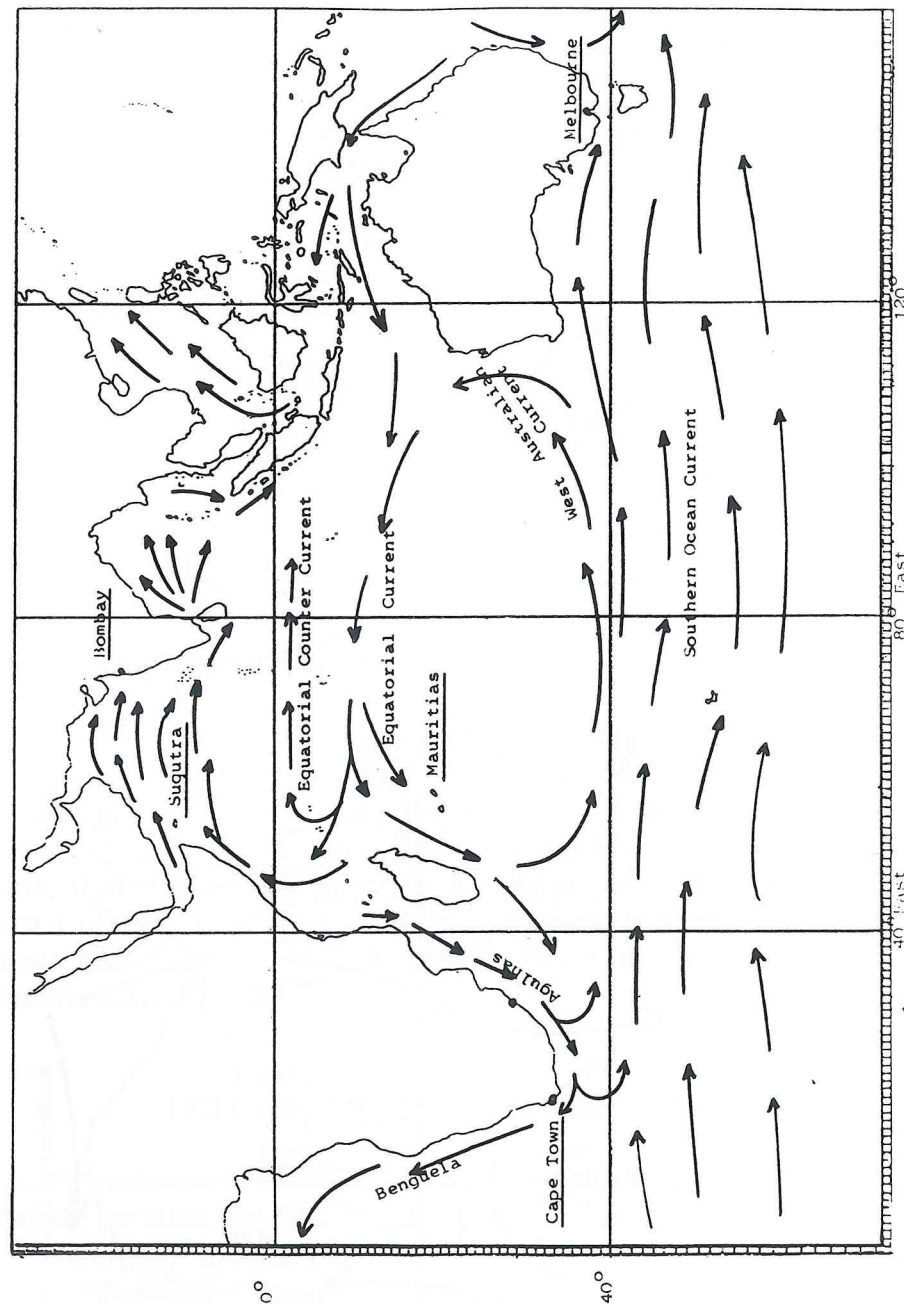 Bombay
Suqutra
Equatorial Counter Current
Equatorial Current
Mauritias
West Australian
Current
Melbourne
Agulhas
Southern Ocean Current
Cape Town
Benguela
0°
40°
40° East
80° East
120°